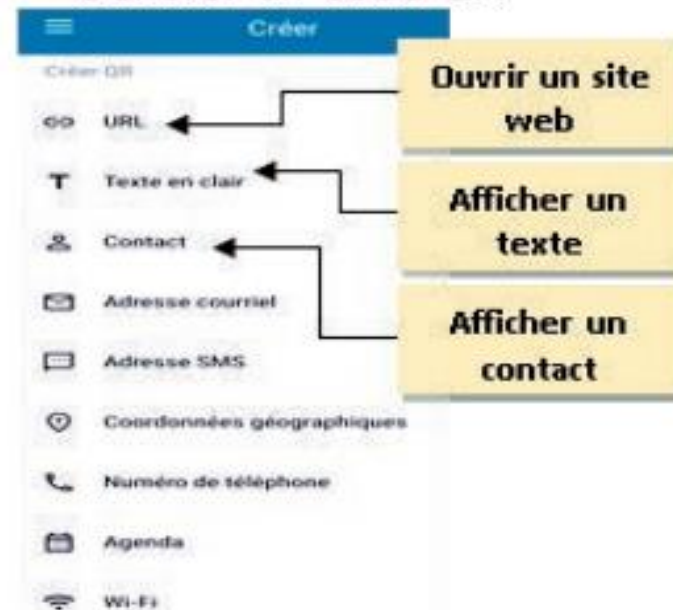 Créer
Créer QR
URL
Texte en clair
Contact
Adresse courriel
Adresse SMS
Coordonnées géographiques
Numéro de téléphone
Agenda
Wi-Fi
Ouvrir un site
web
Afficher un
texte
Afficher un
contact